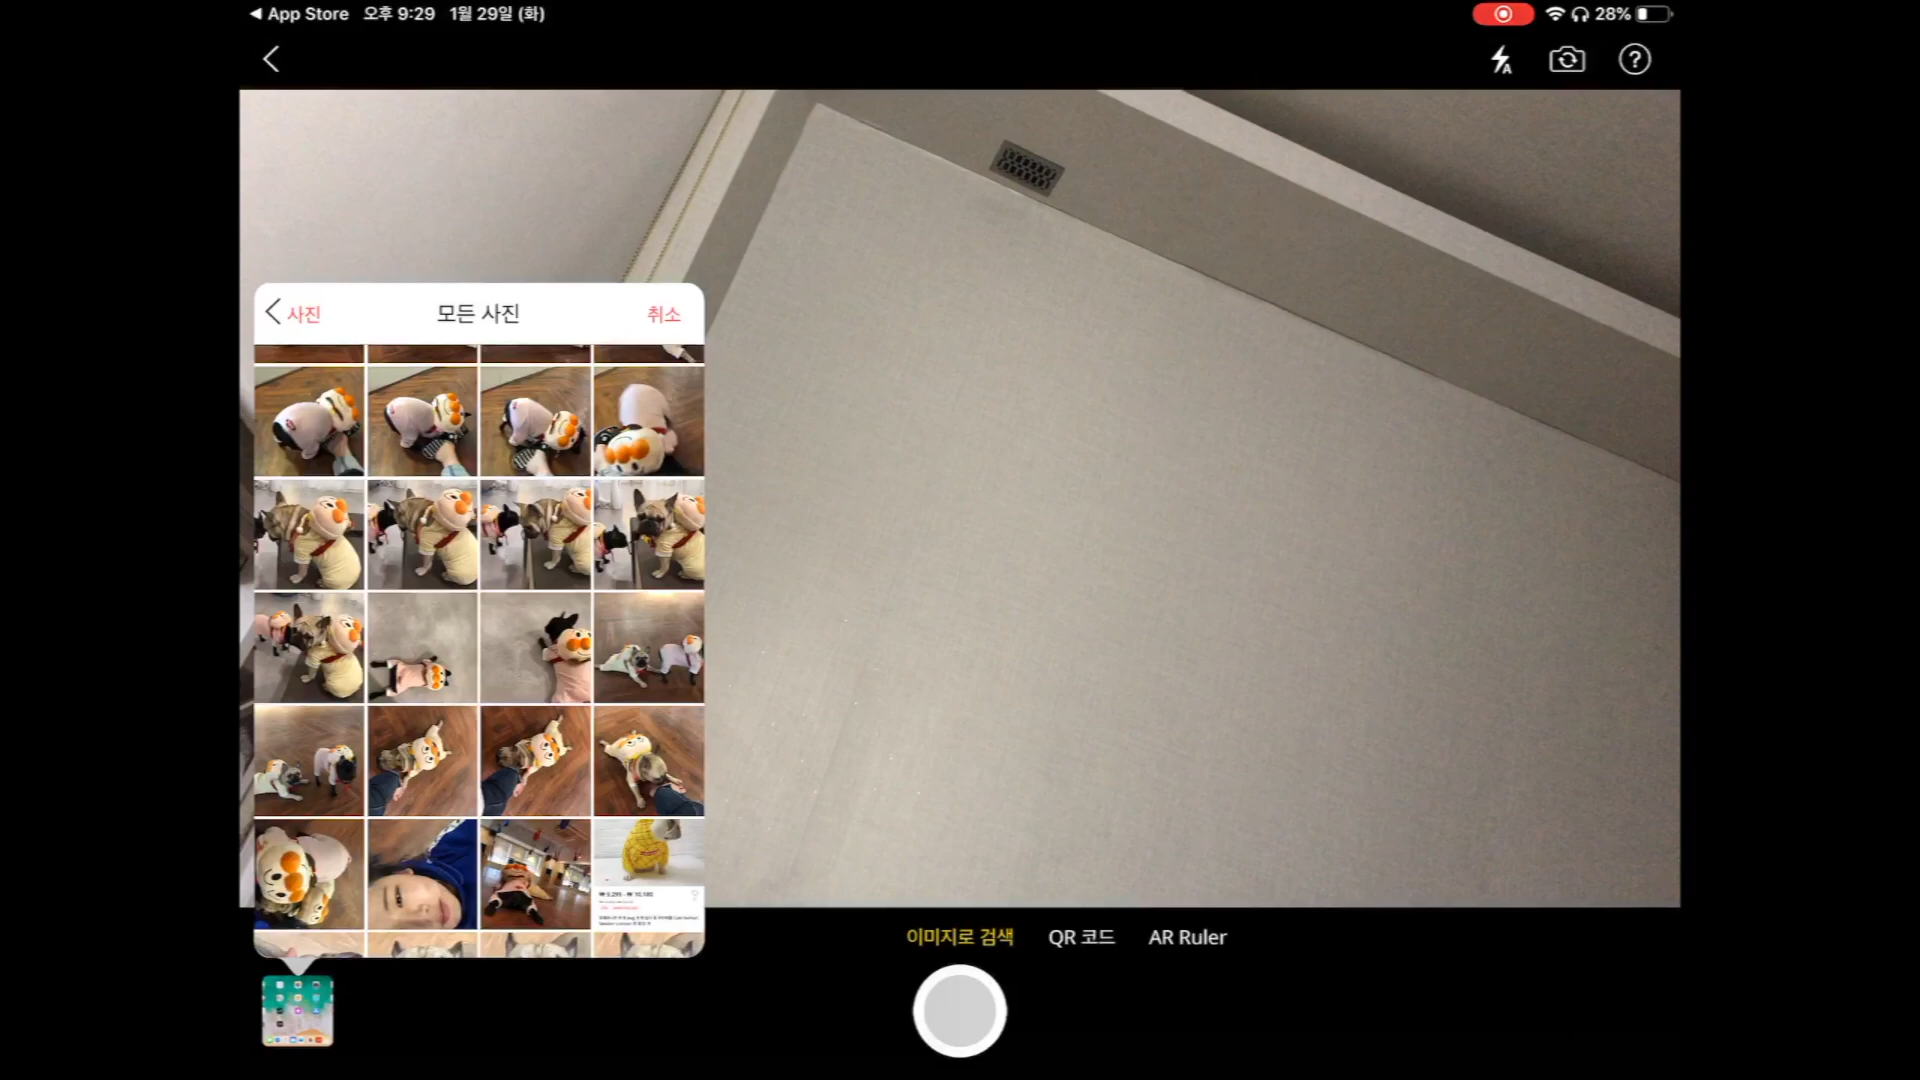 App Store 오후 9:29 1월 29일 (화) 28%
사진 모든 사진 취소
이미지로 검색 QR 코드 AR Ruler